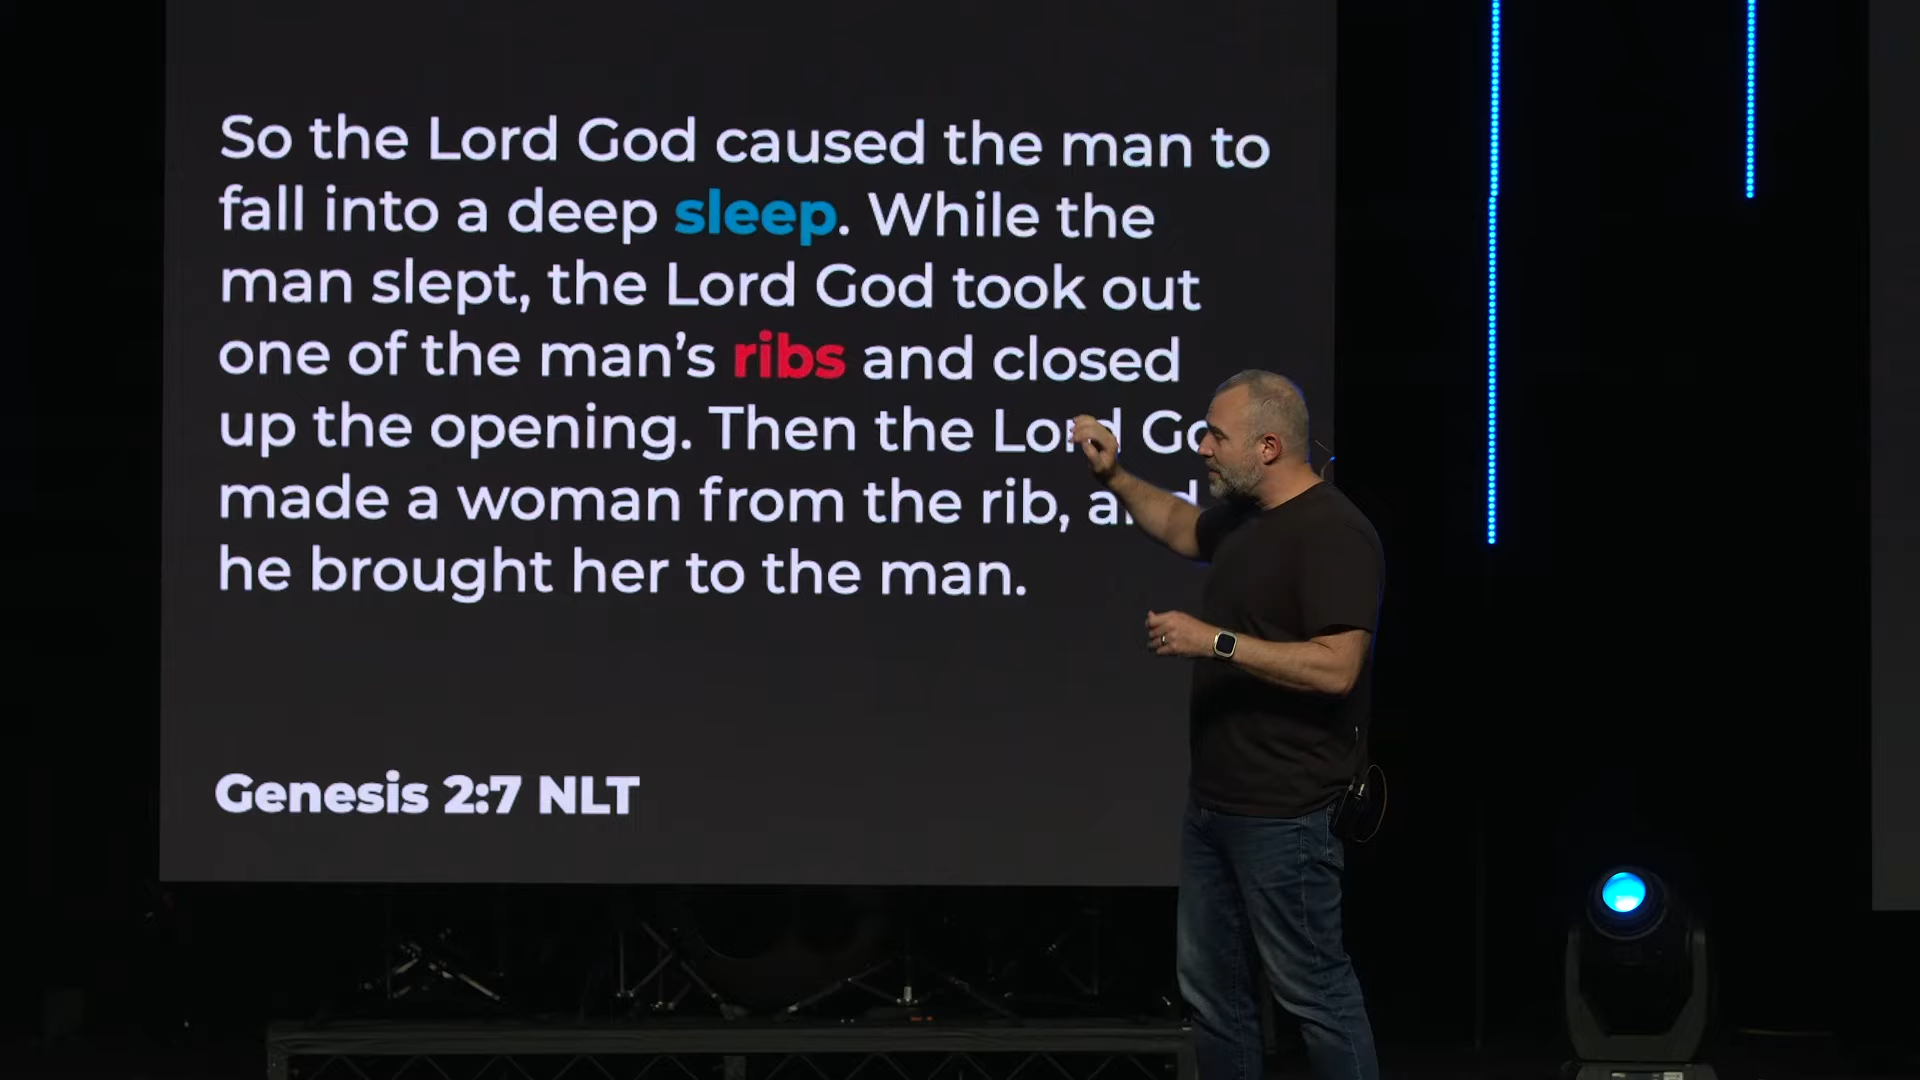 So the Lord God caused the man to
fall into a deep sleep. While the
man slept, the Lord God took out
one of the man’s ribs and closed
up the opening. Then the Lord
made a woman from the rib,
he brought her to the man.
Genesis 2:7 NLT